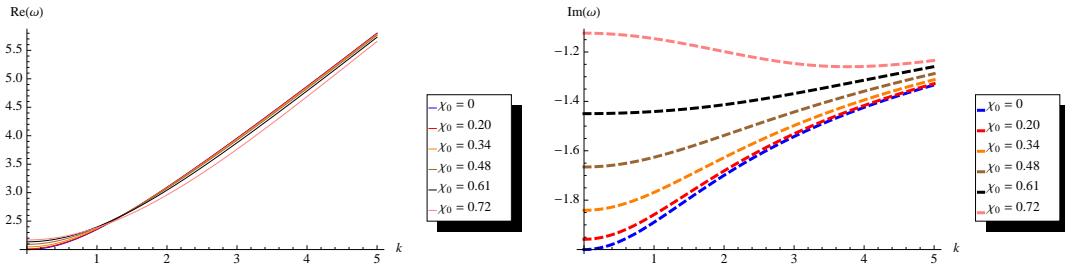 Re(ω)
5.5
5.0
4.5
4.0
3.5
3.0
2.5
1 2 3 4 5 k
χ0 = 0
χ0 = 0.20
χ0 = 0.34
χ0 = 0.48
χ0 = 0.61
χ0 = 0.72
Im(ω)
-1.2
-1.4
-1.6
-1.8
1 2 3 4 5 k
χ0 = 0
χ0 = 0.20
χ0 = 0.34
χ0 = 0.48
χ0 = 0.61
χ0 = 0.72